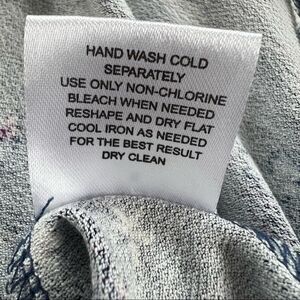 HAND WASH COLD
SEPARATELY
USE ONLY NON-CHLORINE
BLEACH WHEN NEEDED
RESHAPE AND DRY FLAT
COOL IRON AS NEEDED
FOR THE BEST RESULT
DRY CLEAN